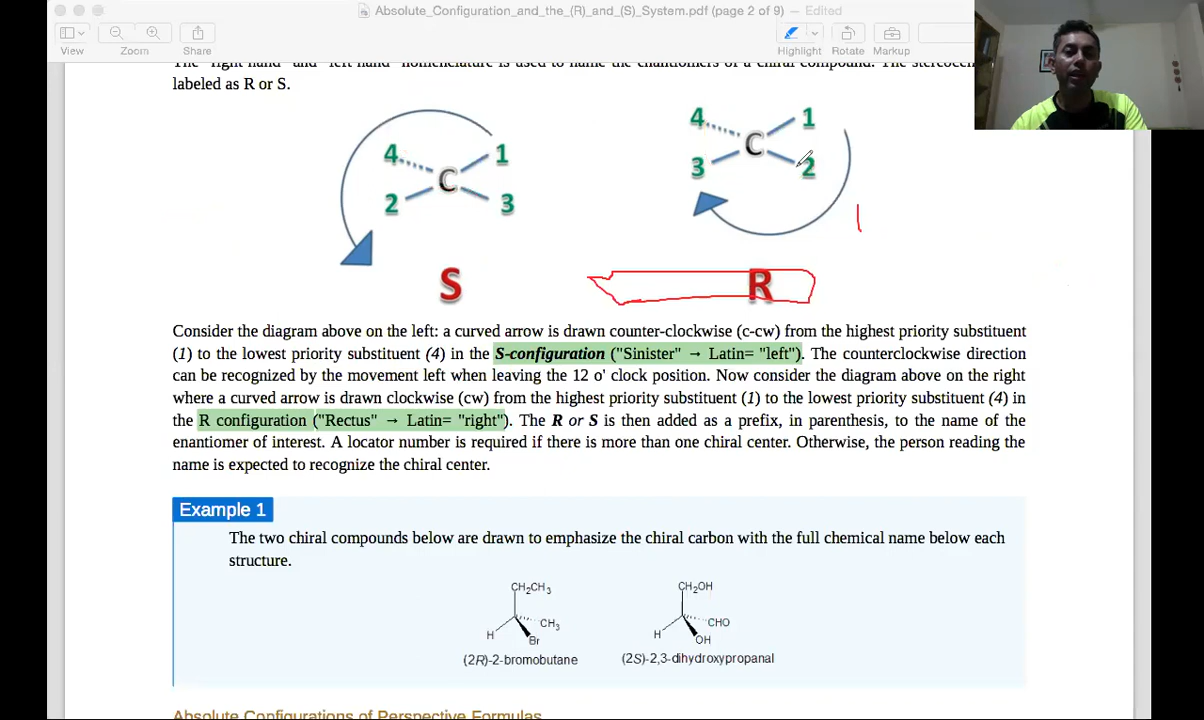 Absolute_Configuration_and_the_(R)_and_(S)_System.pdf (page 2 of 9) — Edited
View Zoom Share Highlight Rotate Markup
labeled as R or S.
4 1
C
2 3
S
4 1
C
3 2
R
Consider the diagram above on the left: a curved arrow is drawn counter-clockwise (c-cw) from the highest priority substituent
(1) to the lowest priority substituent (4) in the S-configuration ("Sinister" → Latin= "left"). The counterclockwise direction
can be recognized by the movement left when leaving the 12 o' clock position. Now consider the diagram above on the right
where a curved arrow is drawn clockwise (cw) from the highest priority substituent (1) to the lowest priority substituent (4) in
the R configuration ("Rectus" → Latin= "right"). The R or S is then added as a prefix, in parenthesis, to the name of the
enantiomer of interest. A locator number is required if there is more than one chiral center. Otherwise, the person reading the
name is expected to recognize the chiral center.
Example 1
The two chiral compounds below are drawn to emphasize the chiral carbon with the full chemical name below each
structure.
CH2CH3
CH3
H
Br
(2R)-2-bromobutane
CH2OH
CHO
H
OH
(2S)-2,3-dihydroxypropanal
Absolute Configurations of Perspective Formulas